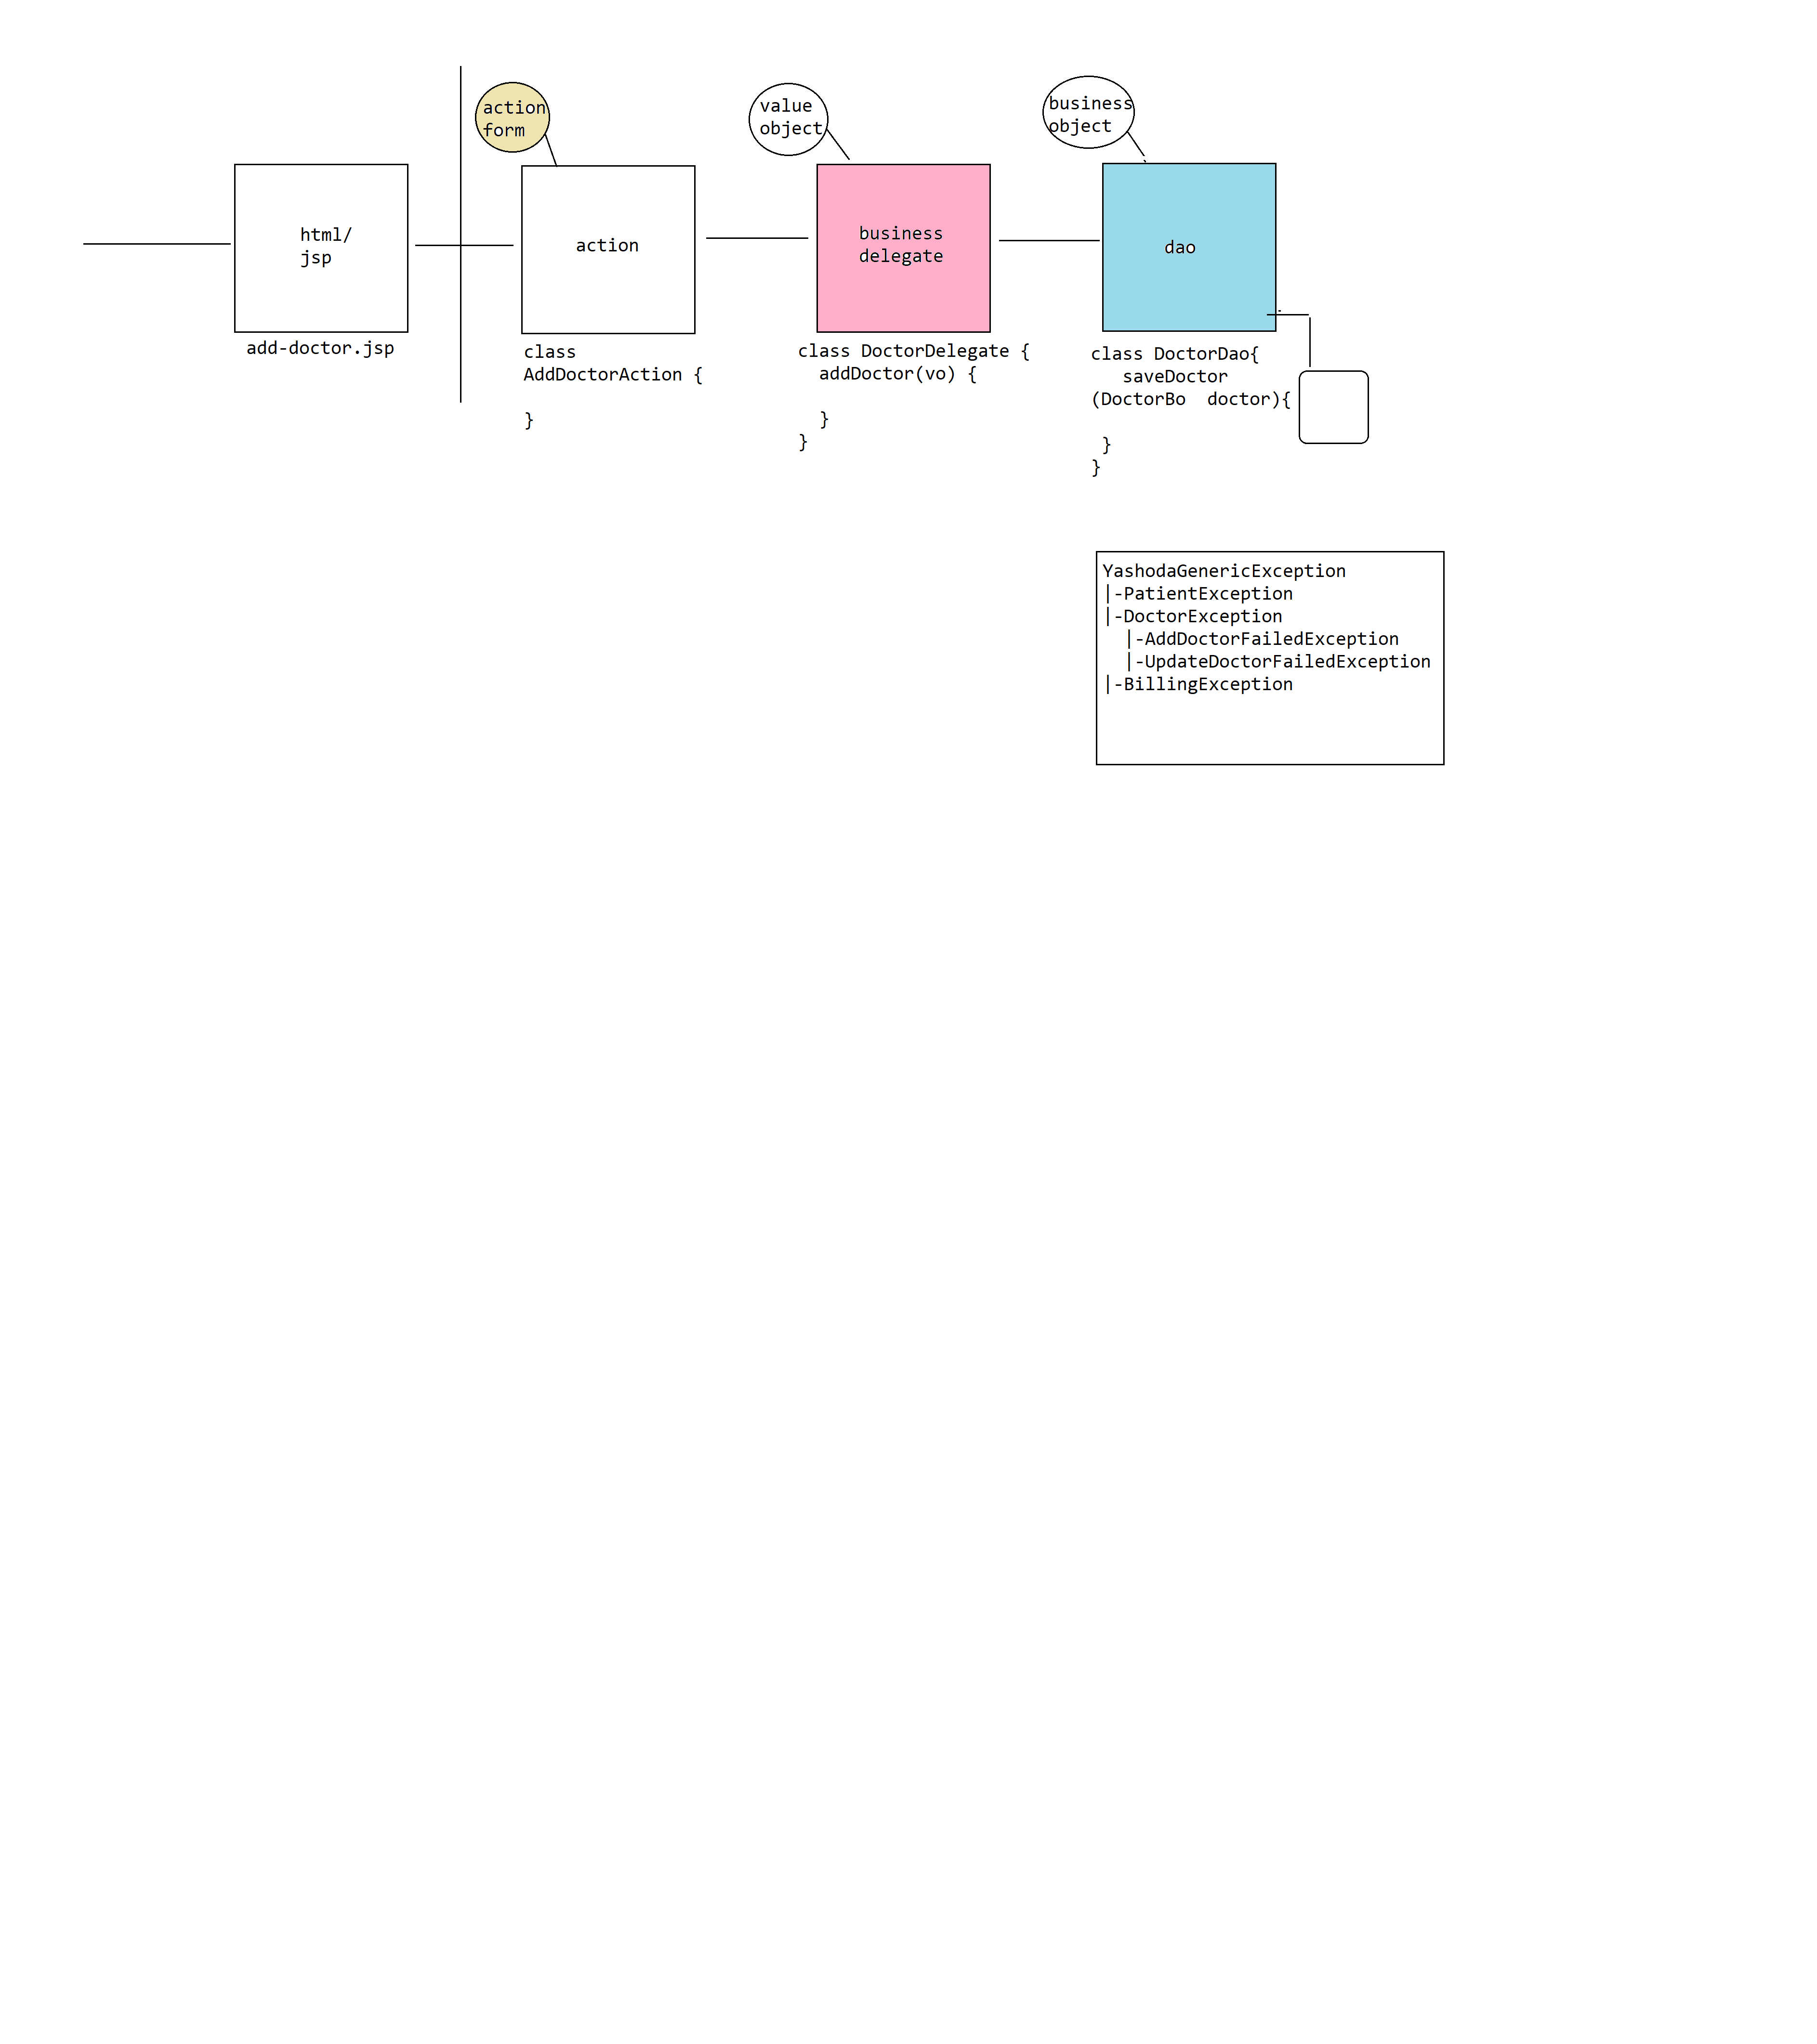 action
form
value
object
business
object
html/
jsp
action
business
delegate
dao
add-doctor.jsp
class
AddDoctorAction {
}
class DoctorDelegate {
addDoctor(vo) {
}
}
class DoctorDao{
saveDoctor
(DoctorBo  doctor){
}
}
YashodaGenericException
|-PatientException
|-DoctorException
  |-AddDoctorFailedException
  |-UpdateDoctorFailedException
|-BillingException